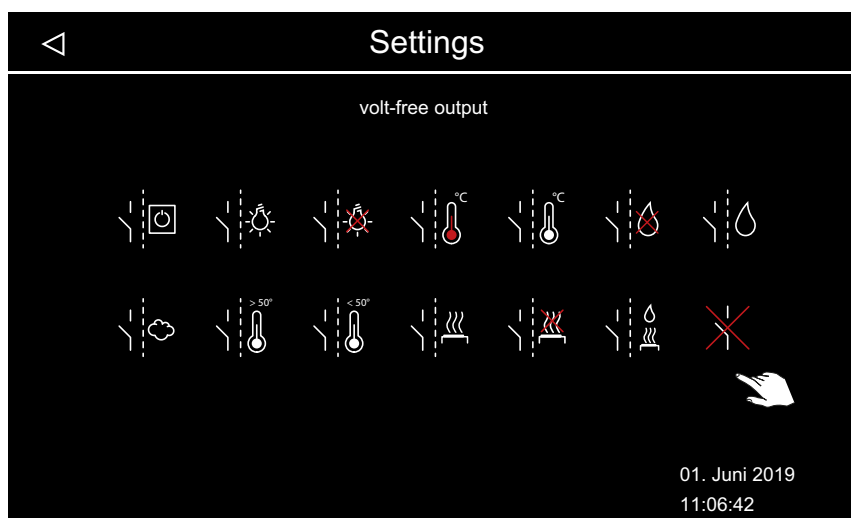 Settings
volt-free output
°C
°C
> 50°
< 50°
01. Juni 2019
11:06:42